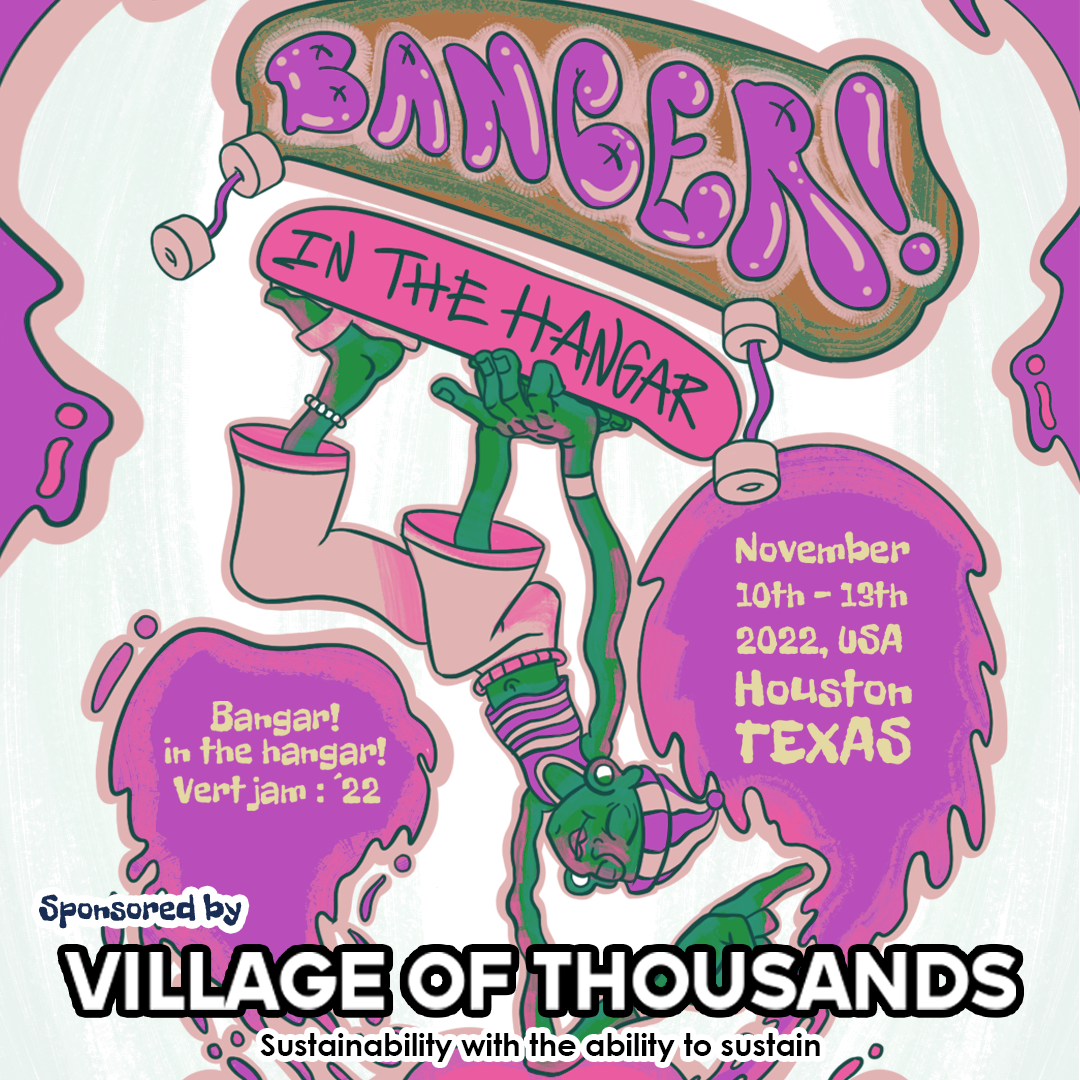 BANGER!
IN THE HANGAR
November
10th - 13th
2022, USA
Houston
TEXAS
Bangar!
in the hangar!
Vert jam : ´22
Sponsored by
VILLAGE OF THOUSANDS
Sustainability with the ability to sustain